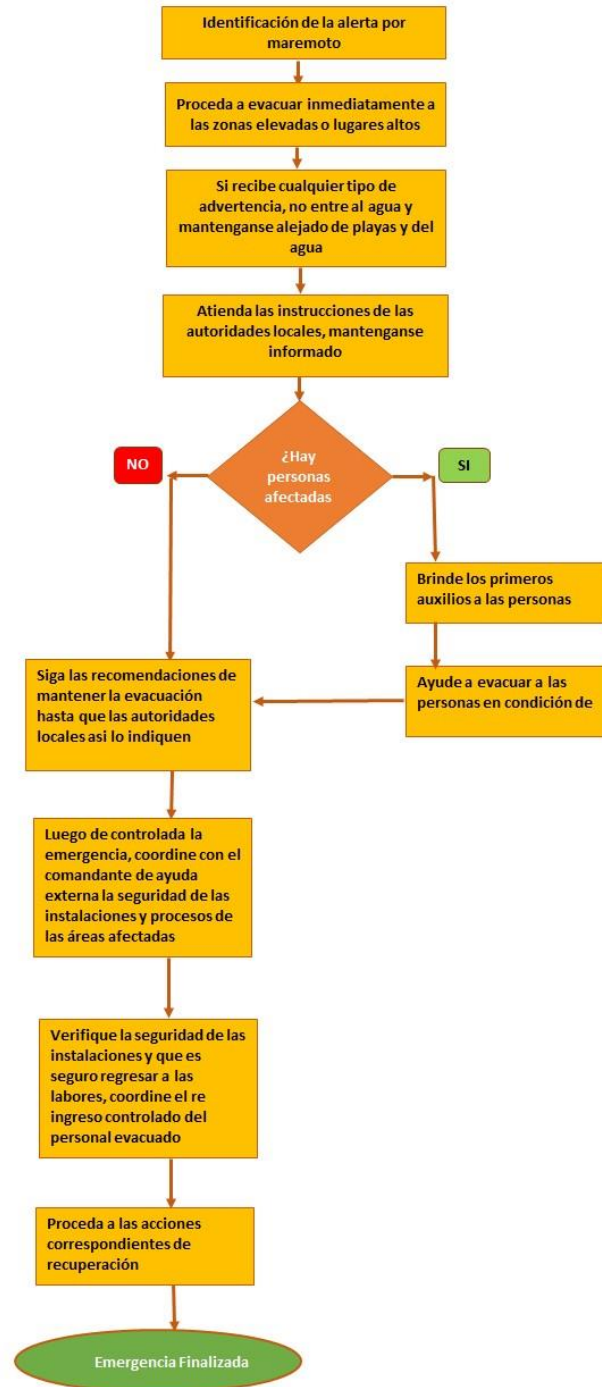 Identificación de la alerta por
maremoto
Proceda a evacuar inmediatamente a
las zonas elevadas o lugares altos
Si recibe cualquier tipo de
advertencia, no entre al agua y
mantenganse alejado de playas y del
agua
Atienda las instrucciones de las
autoridades locales, mantenganse
informado
¿Hay
personas
afectadas
NO
SI
Brinde los primeros
auxilios a las personas
Ayude a evacuar a las
personas en condición de
Siga las recomendaciones de
mantener la evacuación
hasta que las autoridades
locales asi lo indiquen
Luego de controlada la
emergencia, coordine con el
comandante de ayuda
externa la seguridad de las
instalaciones y procesos de
las áreas afectadas
Verifique la seguridad de las
instalaciones y que es
seguro regresar a las
labores, coordine el re
ingreso controlado del
personal evacuado
Proceda a las acciones
correspondientes de
recuperación
Emergencia Finalizada